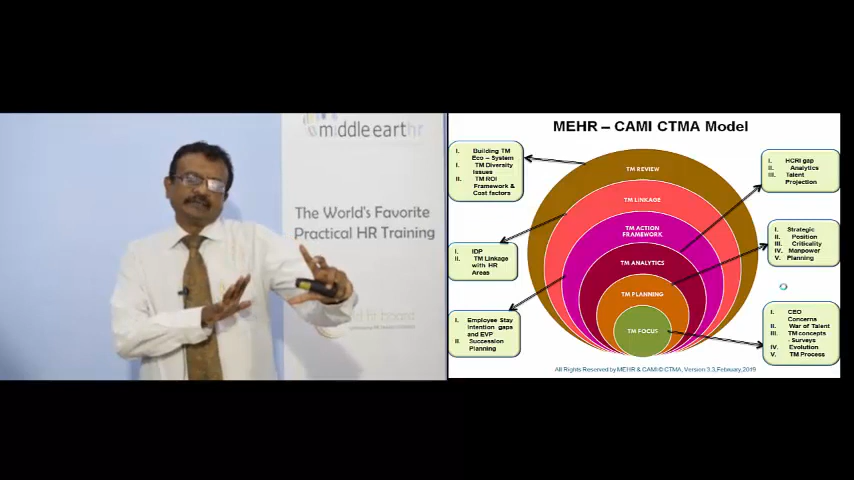 middle earthr
The World's Favorite
Practical HR Training
MEHR – CAMI CTMA Model
I. Building TM
Eco – System
I. TM Diversity
Issues
II. TM ROI
Framework &
Cost factors
I. IDP
II. TM Linkage
with HR
Areas
I. Employee Stay
Intention gaps
and EVP
II. Succession
Planning
TM REVIEW
TM LINKAGE
TM ACTION
FRAMEWORK
TM ANALYTICS
TM PLANNING
TM FOCUS
I. HCRI gap
II. Analytics
III. Talent
Projection
I. Strategic
II. Position
III. Criticality
IV. Manpower
V. Planning
I. CEO
Concerns
II. War of Talent
III. TM concepts
- Surveys
IV. Evolution
V. TM Process
All Rights Reserved by MEHR & CAMI © CTMA, Version 3.3,February,2019